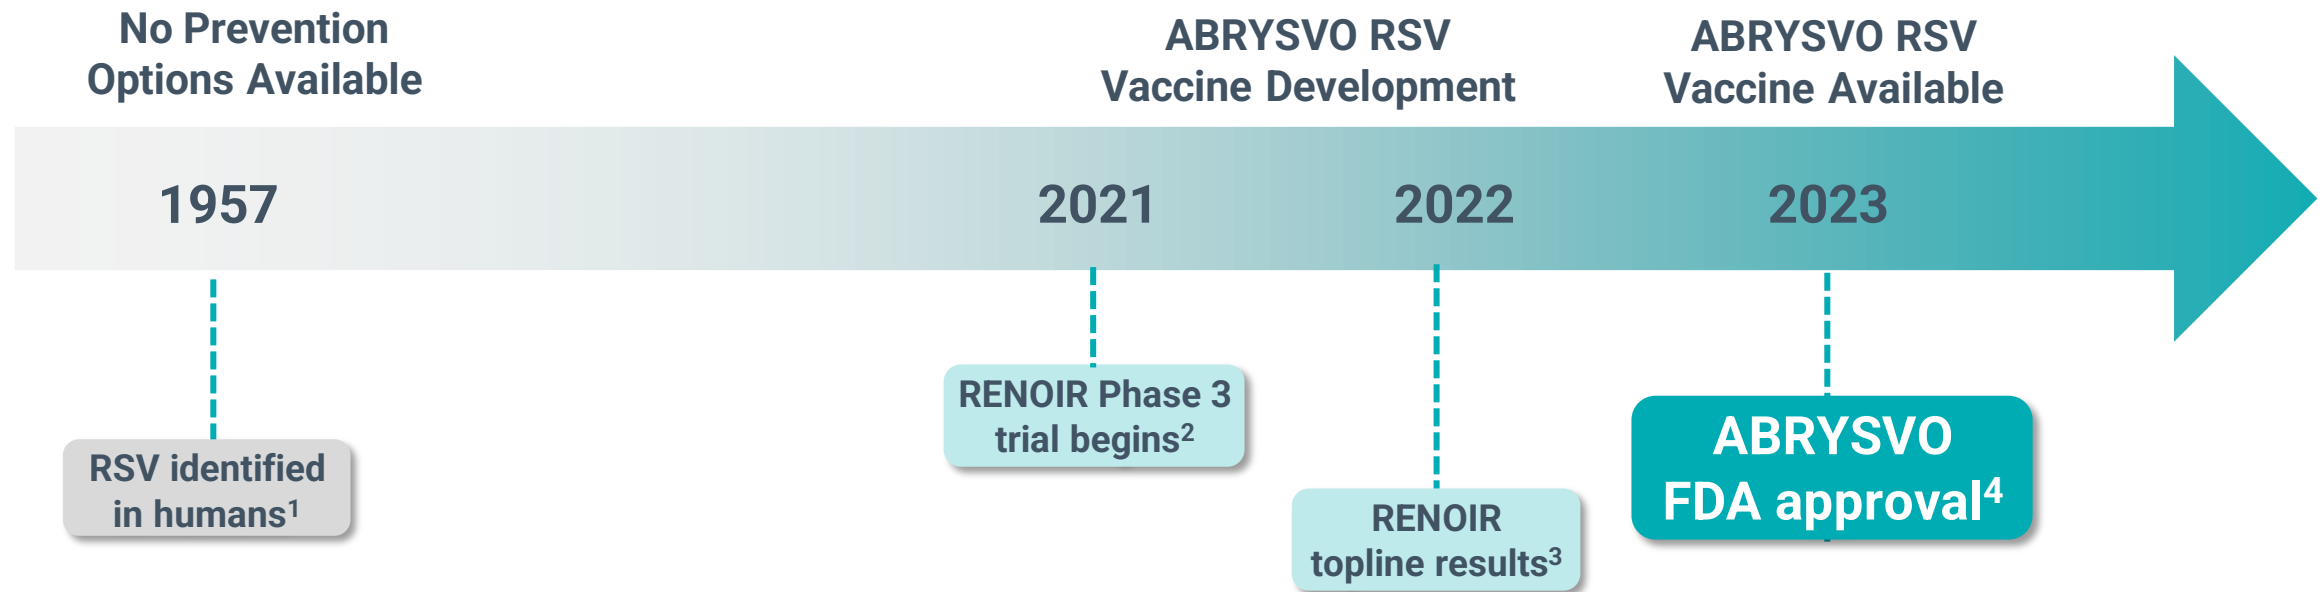 No Prevention
Options Available
ABRYSVO RSV
Vaccine Development
ABRYSVO RSV
Vaccine Available
1957
2021
2022
2023
RSV identified
in humans1
RENOIR Phase 3
trial begins2
RENOIR
topline results3
ABRYSVO
FDA approval4